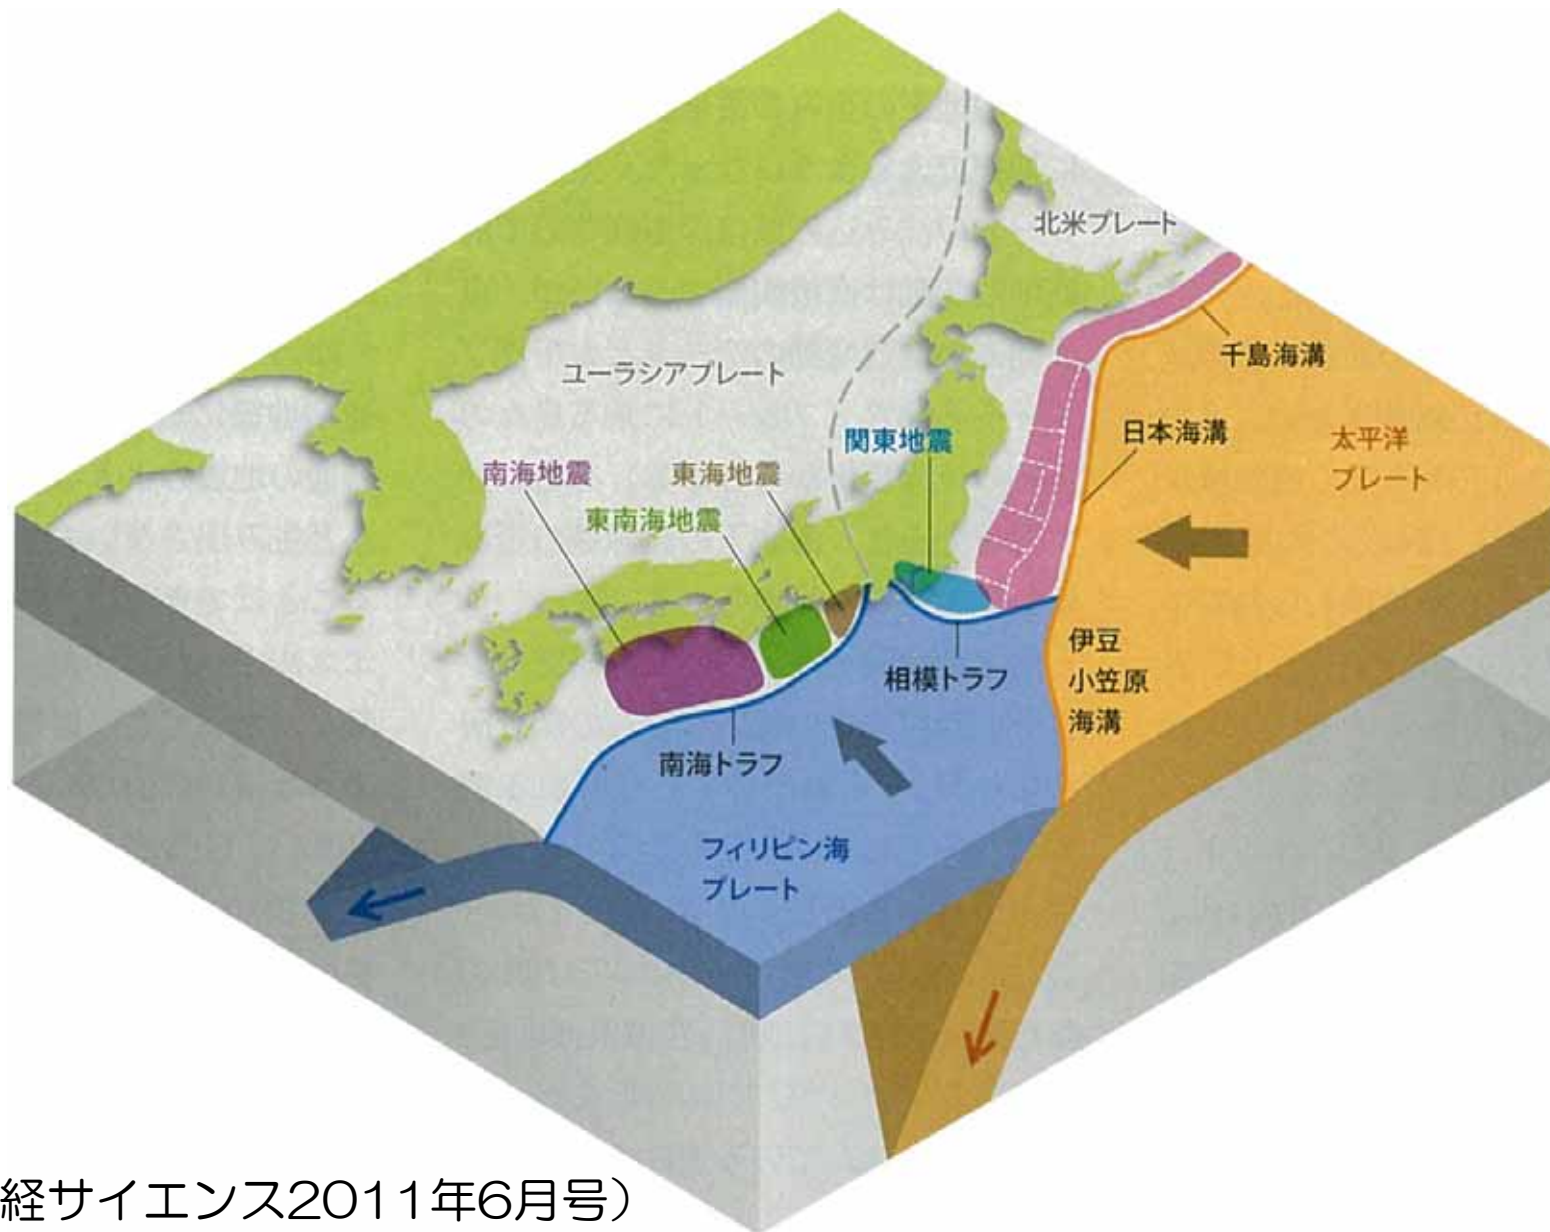 北米プレート
千島海溝
ユーラシアプレート
日本海溝
太平洋
プレート
関東地震
南海地震
東海地震
東南海地震
伊豆
小笠原
海溝
相模トラフ
南海トラフ
フィリピン海
プレート
経サイエンス2011年6月号）